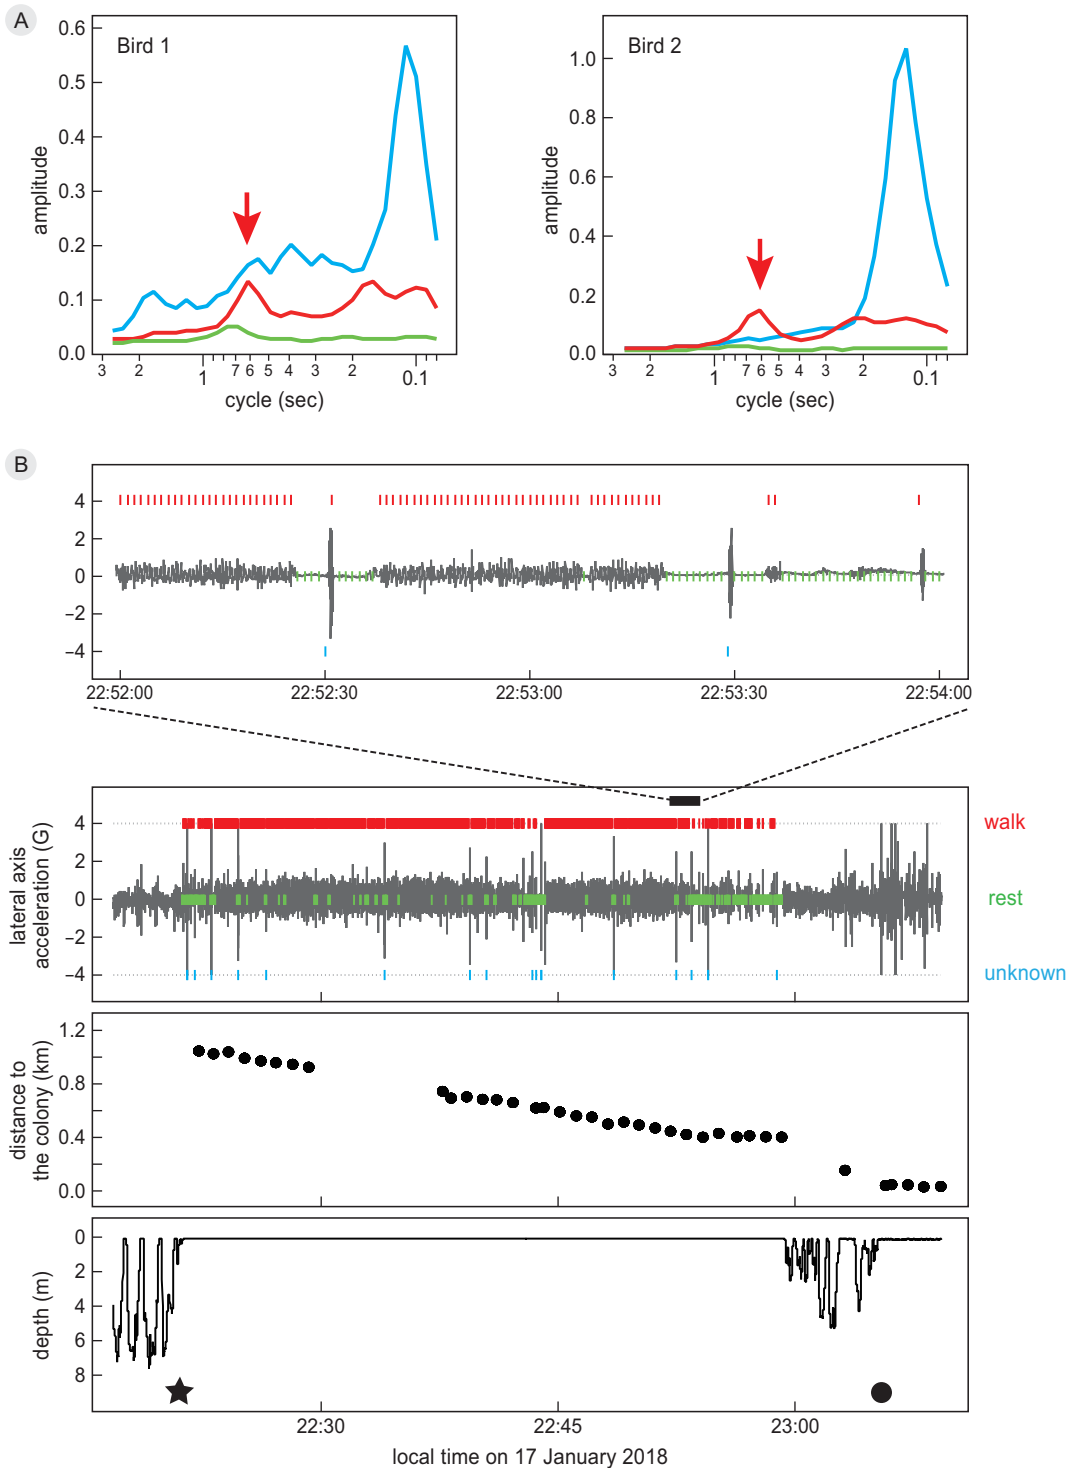 A
Bird 1
0.6
0.5
0.4
0.3
0.2
0.1
0.0
amplitude
3 2 1 7 6 5 4 3 2 0.1
cycle (sec)
Bird 2
1.0
0.8
0.6
0.4
0.2
0.0
amplitude
3 2 1 7 6 5 4 3 2 0.1
cycle (sec)
B
4
2
0
−2
−4
22:52:00 22:52:30 22:53:00 22:53:30 22:54:00
lateral axis
acceleration (G)
4
2
0
−2
−4
walk
rest
unknown
distance to
the colony (km)
1.2
0.8
0.4
0.0
depth (m)
0
2
4
6
8
22:30 22:45 23:00
local time on 17 January 2018